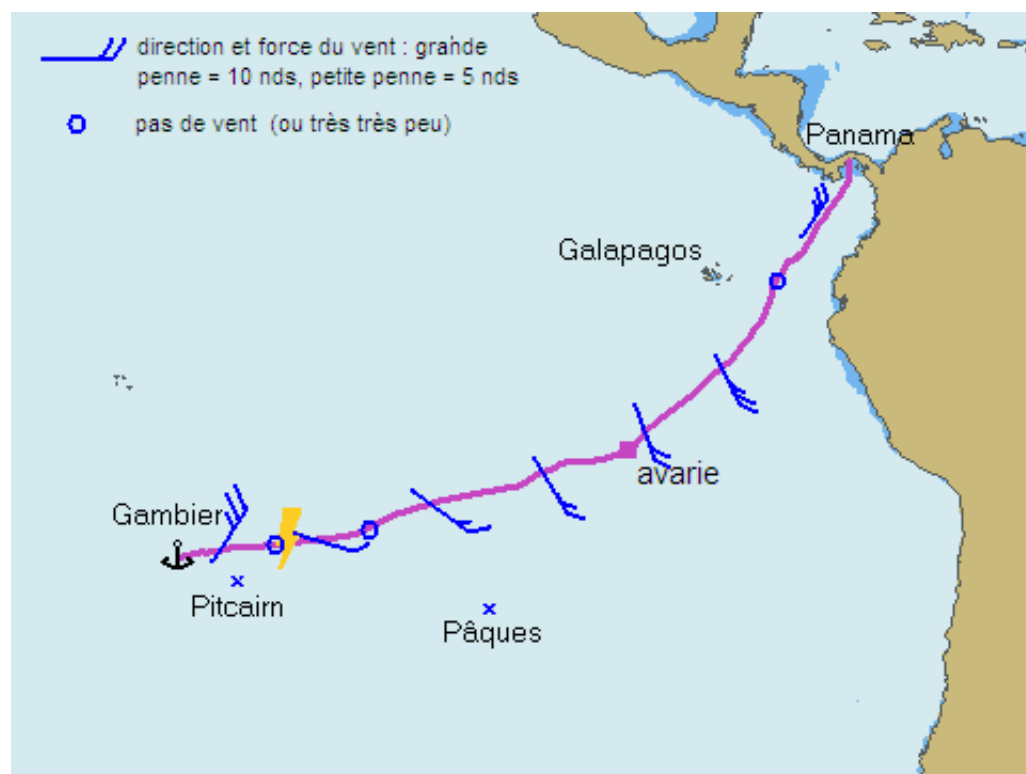 direction et force du vent : grande
penne = 10 nds, petite penne = 5 nds
pas de vent (ou très très peu)
Panama
Galapagos
avarie
Gambier
Pitcairn
Pâques